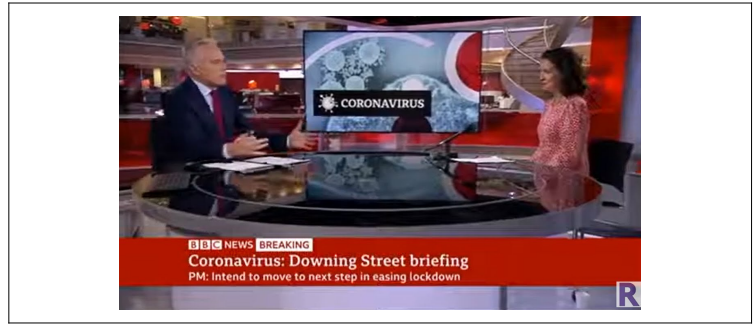 CORONAVIRUS
BBC NEWS BREAKING
Coronavirus: Downing Street briefing
PM: Intend to move to next step in easing lockdown
R